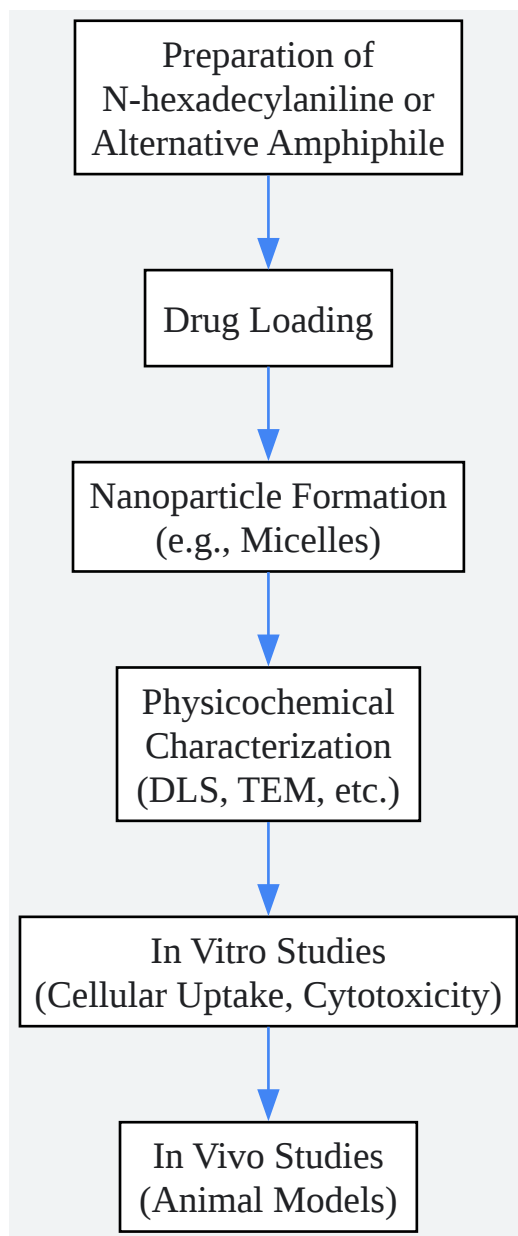 Preparation of
N-hexadecylaniline or
Alternative Amphiphile
Drug Loading
Nanoparticle Formation
(e.g., Micelles)
Physicochemical
Characterization
(DLS, TEM, etc.)
In Vitro Studies
(Cellular Uptake, Cytotoxicity)
In Vivo Studies
(Animal Models)